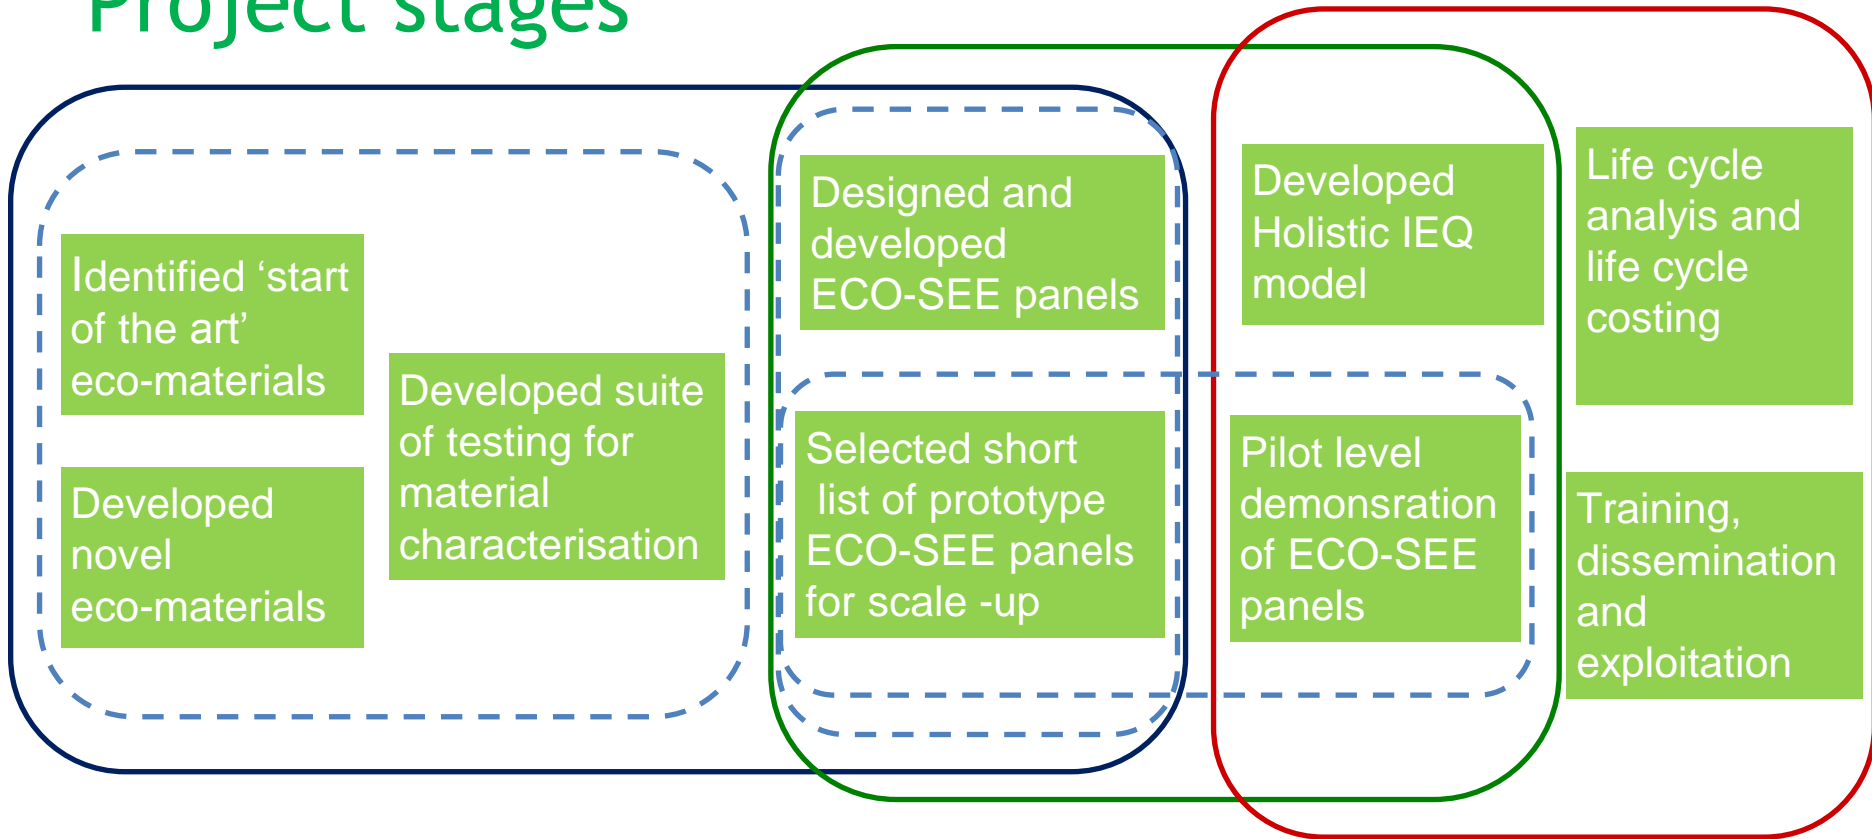 Project stages
Identified ‘start
of the art’
eco-materials
Developed
novel
eco-materials
Developed suite
of testing for
material
characterisation
Designed and
developed
ECO-SEE panels
Selected short
list of prototype
ECO-SEE panels
for scale -up
Developed
Holistic IEQ
model
Pilot level
demonsration
of ECO-SEE
panels
Life cycle
analyis and
life cycle
costing
Training,
dissemination
and
exploitation